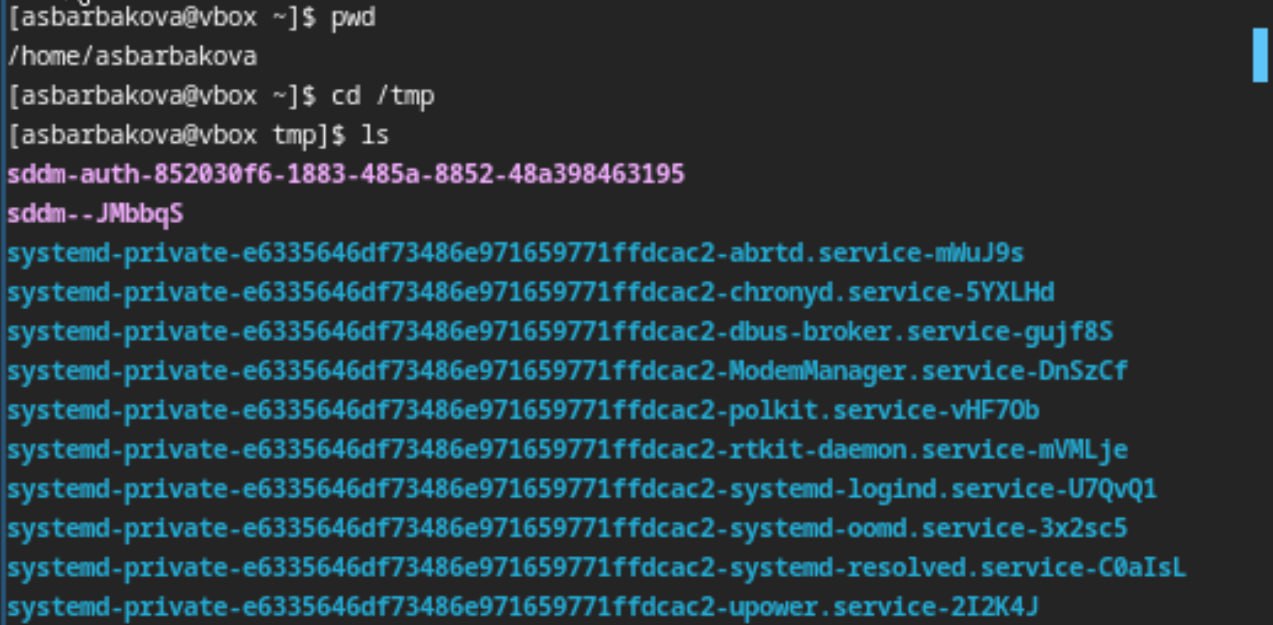 [asbarbakova@vbox ~]$ pwd
/home/asbarbakova
[asbarbakova@vbox ~]$ cd /tmp
[asbarbakova@vbox tmp]$ ls
sddm-auth-852030f6-1883-485a-8852-48a398463195
sddm--JMbbqS
systemd-private-e6335646df73486e971659771ffdcac2-abrtd.service-mWuJ9s
systemd-private-e6335646df73486e971659771ffdcac2-chronyd.service-5YXLHd
systemd-private-e6335646df73486e971659771ffdcac2-dbus-broker.service-gujf8S
systemd-private-e6335646df73486e971659771ffdcac2-ModemManager.service-DnSzCf
systemd-private-e6335646df73486e971659771ffdcac2-polkit.service-vHF7Ob
systemd-private-e6335646df73486e971659771ffdcac2-rtkit-daemon.service-mVMLje
systemd-private-e6335646df73486e971659771ffdcac2-systemd-logind.service-U7QvQ1
systemd-private-e6335646df73486e971659771ffdcac2-systemd-oomd.service-3x2sc5
systemd-private-e6335646df73486e971659771ffdcac2-systemd-resolved.service-C0aIsL
systemd-private-e6335646df73486e971659771ffdcac2-upower.service-2I2K4J